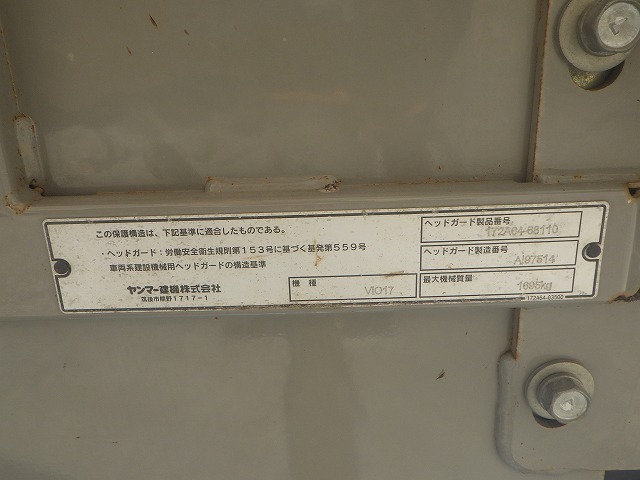 この保護構造は、下記基準に適合したものである。
・ヘッドガード：労働安全衛生規則第153号に基づく基発第559号
車両系建設機械用ヘッドガードの構造基準
ヤンマー建機株式会社
筑後市熊野1717-1
機種 VIO17
ヘッドガード製品番号
172A64-68110
ヘッドガード製造番号
AI97514
最大機械質量
1695kg
172A64-03500